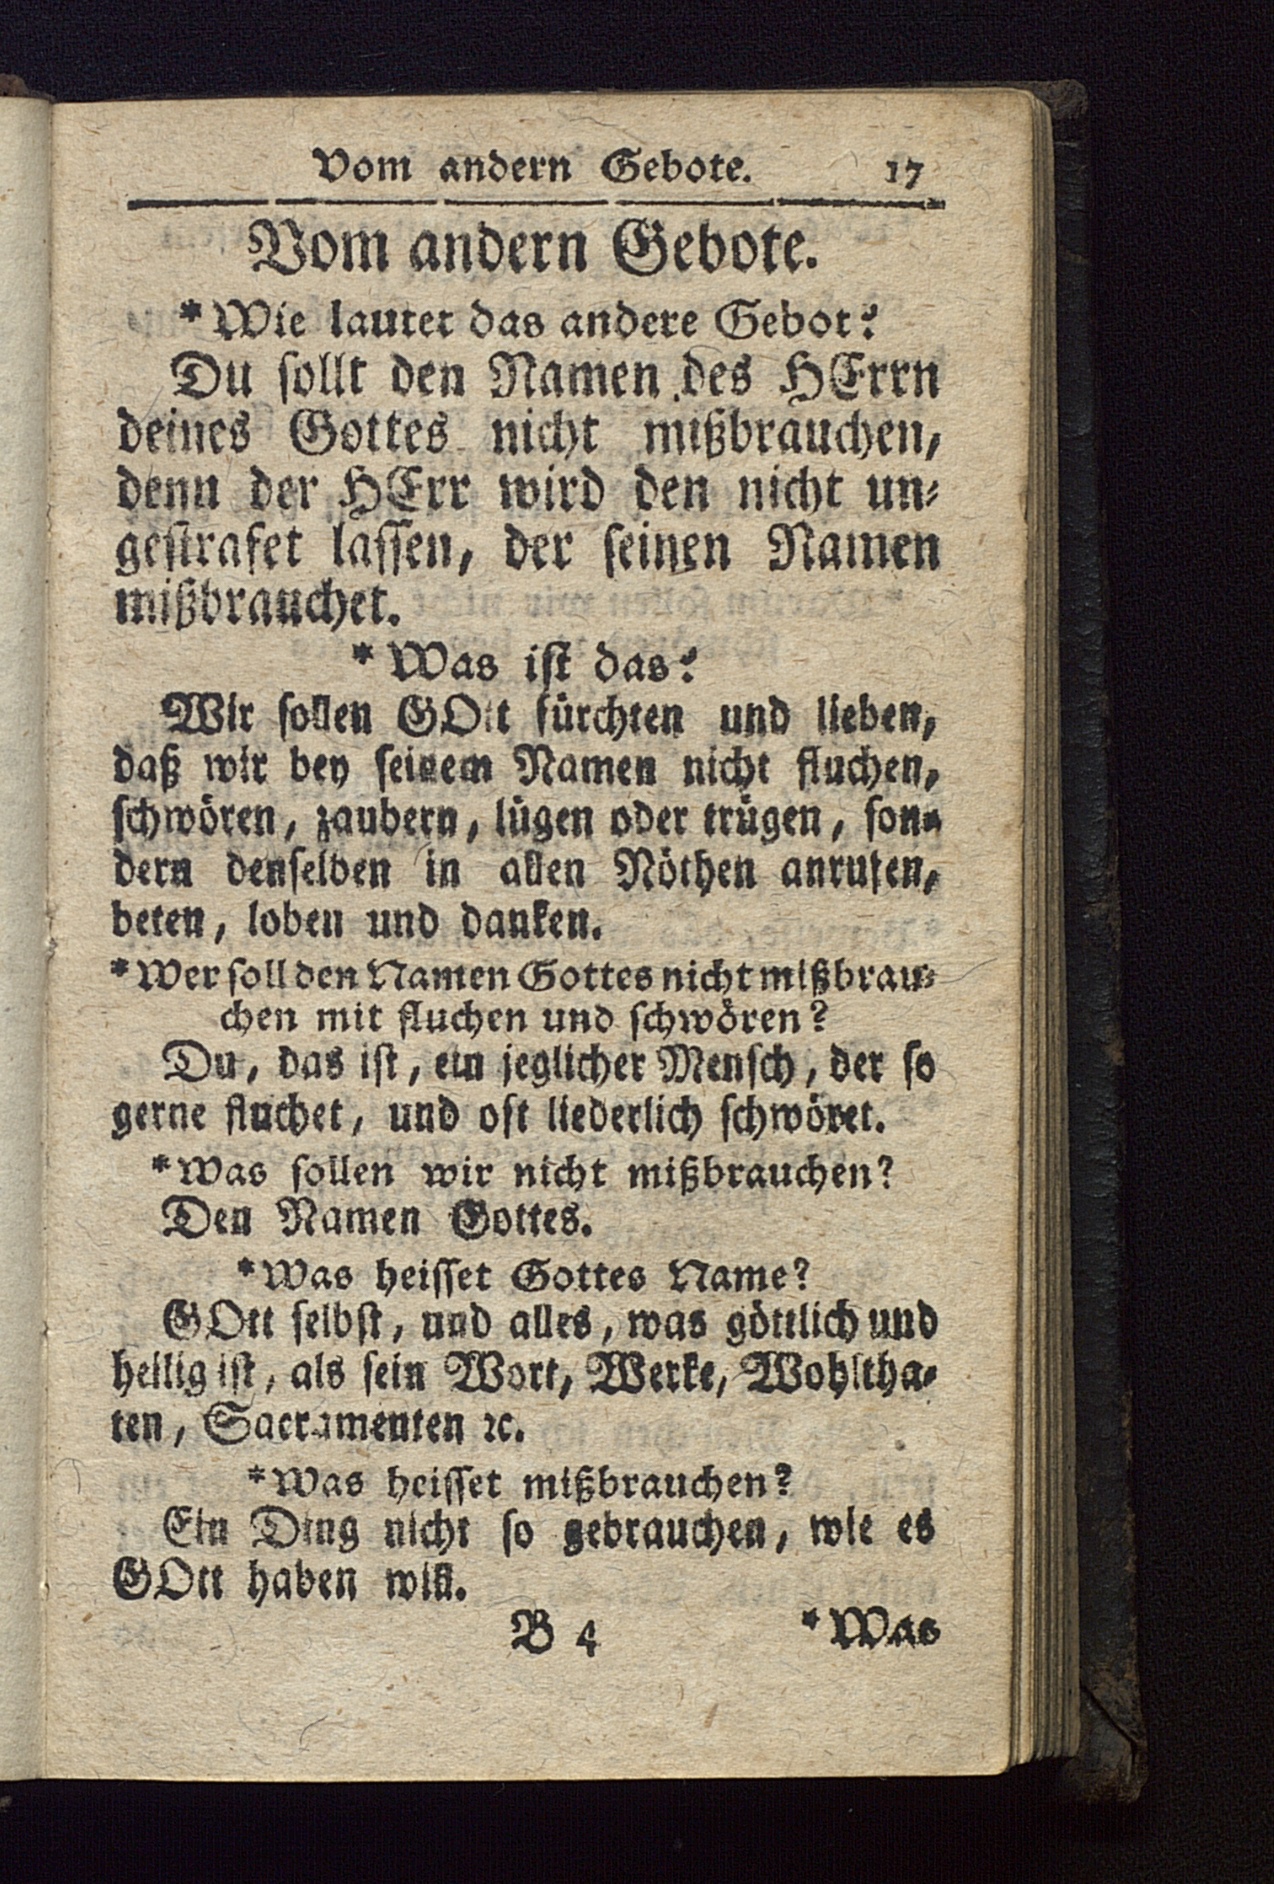 Vom andern Gebote. 17
Vom andern Gebote.
* Wie lautet das andere Gebot?
Du sollt den Namen des HErrn
deines Gottes nicht mißbrauchen,
denn der HErr wird den nicht un-
gestrafet lassen, der seinen Namen
mißbrauchet.
* Was ist das?
Wir sollen GOtt fürchten und lieben,
daß wir bey seinem Namen nicht fluchen,
schwören, zaubern, lügen oder trügen, son-
dern denselben in allen Nöthen anrufen,
beten, loben und danken.
* Wer soll den Namen Gottes nicht mißbrau-
chen mit fluchen und schwören?
Du, das ist, ein jeglicher Mensch, der so
gerne fluchet, und oft liederlich schwöret.
* Was sollen wir nicht mißbrauchen?
Den Namen Gottes.
* Was heisset Gottes Name?
GOtt selbst, und alles, was göttlich und
heilig ist, als sein Wort, Werke, Wohltha-
ten, Sacramenten ꝛc.
* Was heisset mißbrauchen?
Ein Ding nicht so gebrauchen, wie es
GOtt haben will.
B 4 * Was